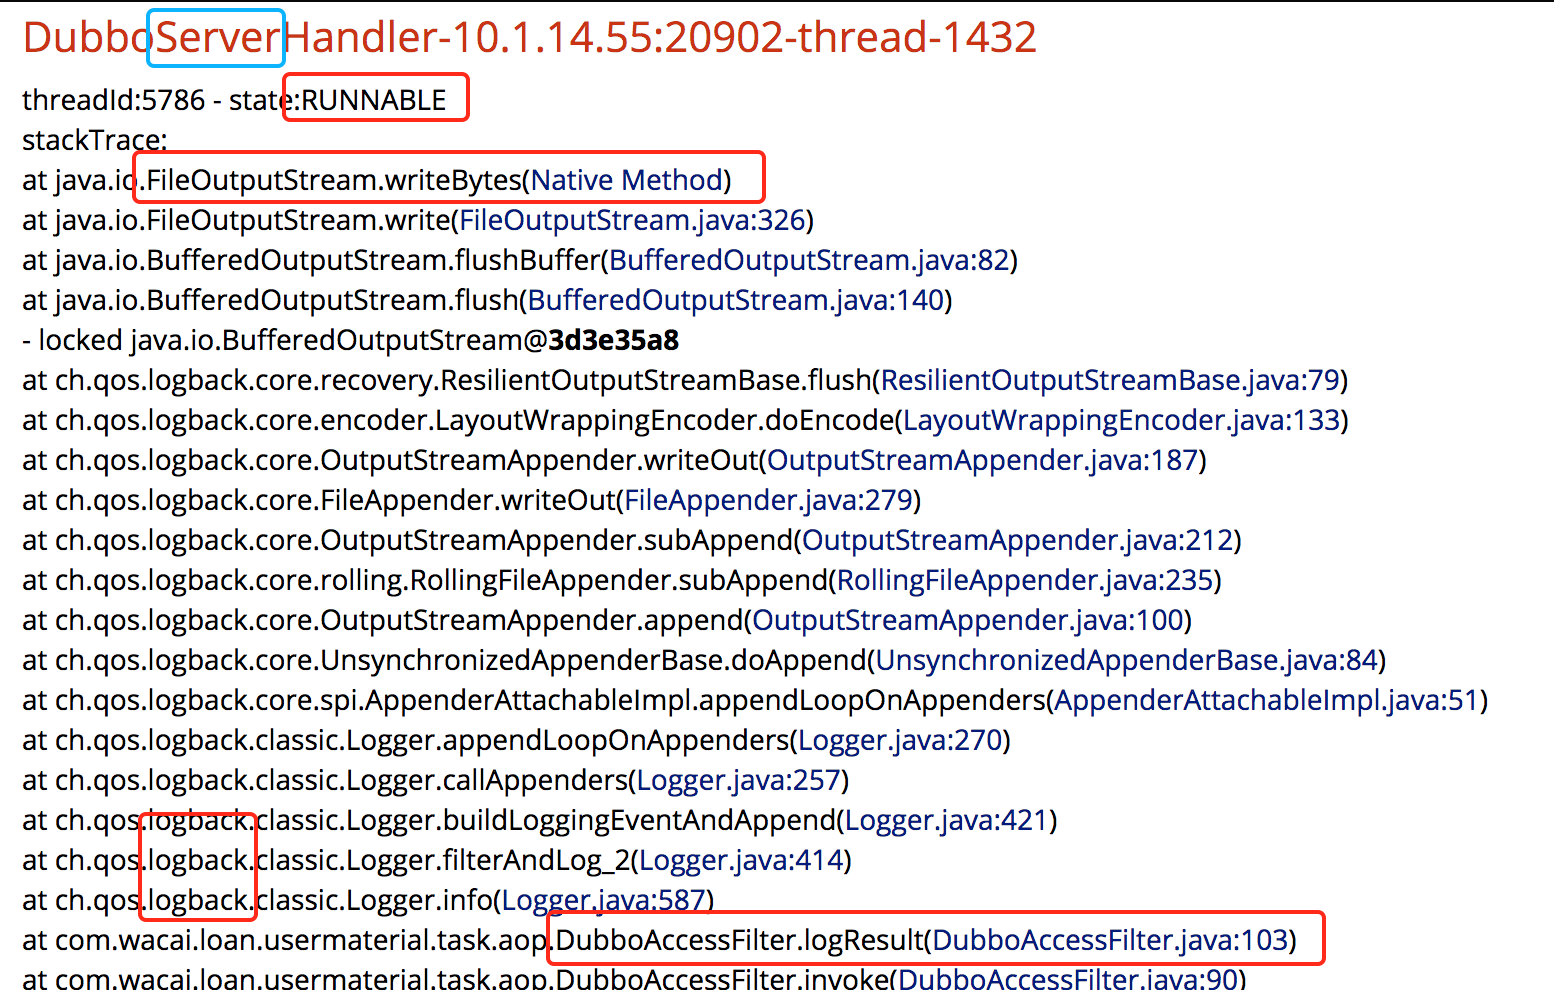 DubboServerHandler-10.1.14.55:20902-thread-1432
threadId:5786 - state:RUNNABLE
stackTrace:
at java.io.FileOutputStream.writeBytes(Native Method)
at java.io.FileOutputStream.write(FileOutputStream.java:326)
at java.io.BufferedOutputStream.flushBuffer(BufferedOutputStream.java:82)
at java.io.BufferedOutputStream.flush(BufferedOutputStream.java:140)
- locked java.io.BufferedOutputStream@3d3e35a8
at ch.qos.logback.core.recovery.ResilientOutputStreamBase.flush(ResilientOutputStreamBase.java:79)
at ch.qos.logback.core.encoder.LayoutWrappingEncoder.doEncode(LayoutWrappingEncoder.java:133)
at ch.qos.logback.core.OutputStreamAppender.writeOut(OutputStreamAppender.java:187)
at ch.qos.logback.core.FileAppender.writeOut(FileAppender.java:279)
at ch.qos.logback.core.OutputStreamAppender.subAppend(OutputStreamAppender.java:212)
at ch.qos.logback.core.rolling.RollingFileAppender.subAppend(RollingFileAppender.java:235)
at ch.qos.logback.core.OutputStreamAppender.append(OutputStreamAppender.java:100)
at ch.qos.logback.core.UnsynchronizedAppenderBase.doAppend(UnsynchronizedAppenderBase.java:84)
at ch.qos.logback.core.spi.AppenderAttachableImpl.appendLoopOnAppenders(AppenderAttachableImpl.java:51)
at ch.qos.logback.classic.Logger.appendLoopOnAppenders(Logger.java:270)
at ch.qos.logback.classic.Logger.callAppenders(Logger.java:257)
at ch.qos.logback.classic.Logger.buildLoggingEventAndAppend(Logger.java:421)
at ch.qos.logback.classic.Logger.filterAndLog_2(Logger.java:414)
at ch.qos.logback.classic.Logger.info(Logger.java:587)
at com.wacai.loan.usermaterial.task.aop.DubboAccessFilter.logResult(DubboAccessFilter.java:103)
at com.wacai.loan.usermaterial.task.aop.DubboAccessFilter.invoke(DubboAccessFilter.java:90)